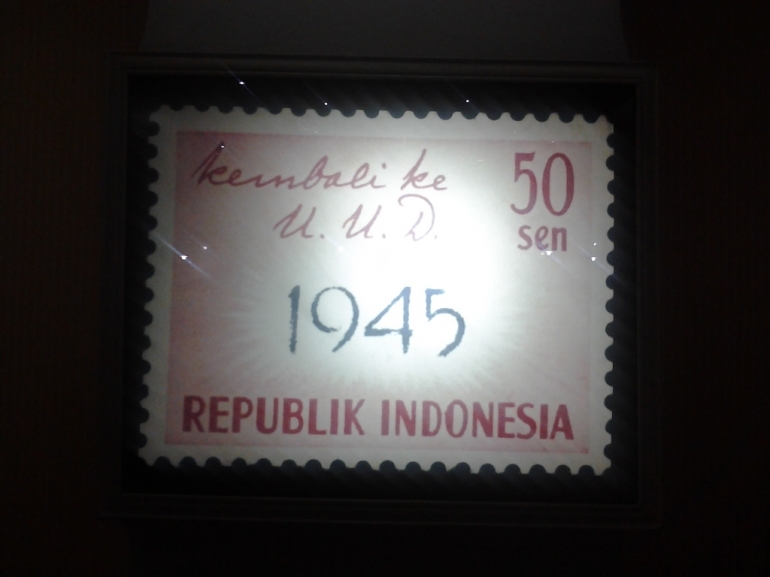 kembali ke
U. U. D.
50
sen
1945
REPUBLIK INDONESIA